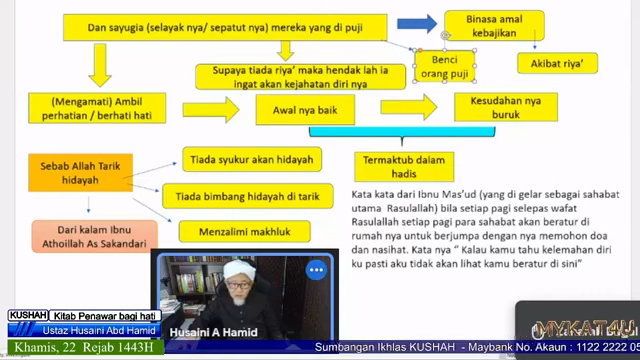 Dan sayugia (selayak nya/ sepatut nya) mereka yang di puji
Binasa amal
kebajikan
Benci
orang puji
Akibat riya'
Supaya tiada riya' maka hendak lah ia
ingat akan kejahatan diri nya
(Mengamati) Ambil
perhatian / berhati hati
Awal nya baik
Kesudahan nya
buruk
Termaktub dalam
hadis
Sebab Allah Tarik
hidayah
Tiada syukur akan hidayah
Tiada bimbang hidayah di tarik
Menzalimi makhluk
Dari kalam Ibnu
Athoillah As Sakandari
Kata kata dari Ibnu Mas'ud (yang di gelar sebagai sahabat
utama Rasulallah) bila setiap pagi selepas wafat
Rasulallah setiap pagi para sahabat akan beratur di
rumah nya untuk berjumpa dengan nya memohon doa
dan nasihat. Kata nya " Kalau kamu tahu kelemahan diri
ku pasti aku tidak akan lihat kamu beratur di sini"
Husaini A Hamid
MYKAT4U
KUSHAH Kitab Penawar bagi hati
Ustaz Husaini Abd Hamid
Khamis, 22 Rejab 1443H
Sumbangan Ikhlas KUSHAH - Maybank No. Akaun : 1122 2222 05